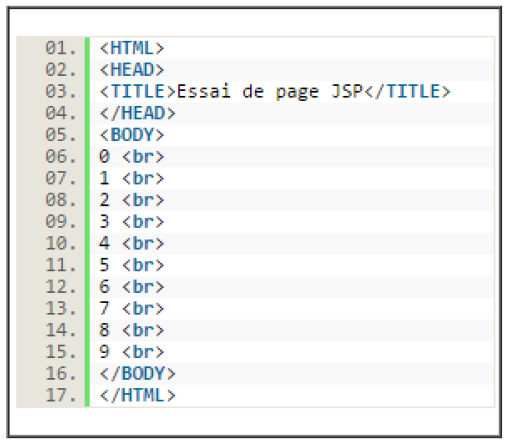 01. <HTML>
02. <HEAD>
03. <TITLE>Essai de page JSP</TITLE>
04. </HEAD>
05. <BODY>
06. 0 <br>
07. 1 <br>
08. 2 <br>
09. 3 <br>
10. 4 <br>
11. 5 <br>
12. 6 <br>
13. 7 <br>
14. 8 <br>
15. 9 <br>
16. </BODY>
17. </HTML>